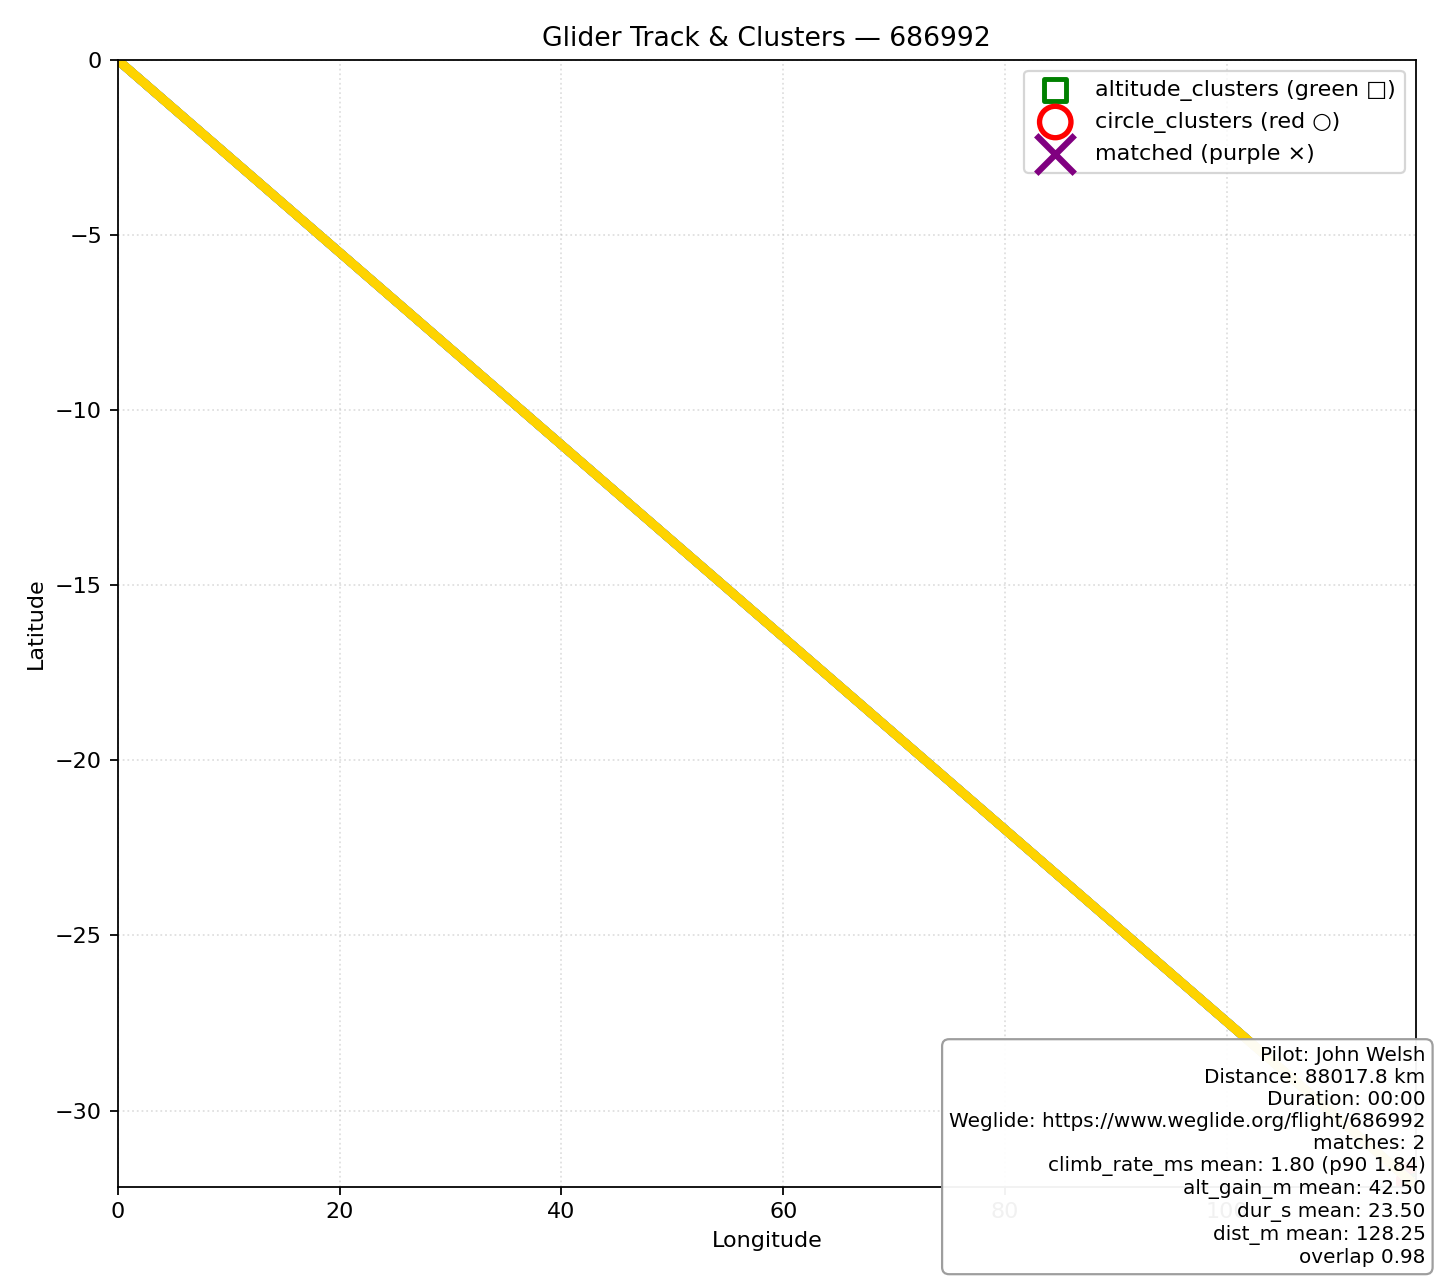 Glider Track & Clusters — 686992
altitude_clusters (green □)
circle_clusters (red ○)
matched (purple ×)
0
−5
−10
−15
−20
−25
−30
Latitude
0
20
40
60
80
100
Longitude
Pilot: John Welsh
Distance: 88017.8 km
Duration: 00:00
Weglide: https://www.weglide.org/flight/686992
matches: 2
climb_rate_ms mean: 1.80 (p90 1.84)
alt_gain_m mean: 42.50
dur_s mean: 23.50
dist_m mean: 128.25
overlap 0.98